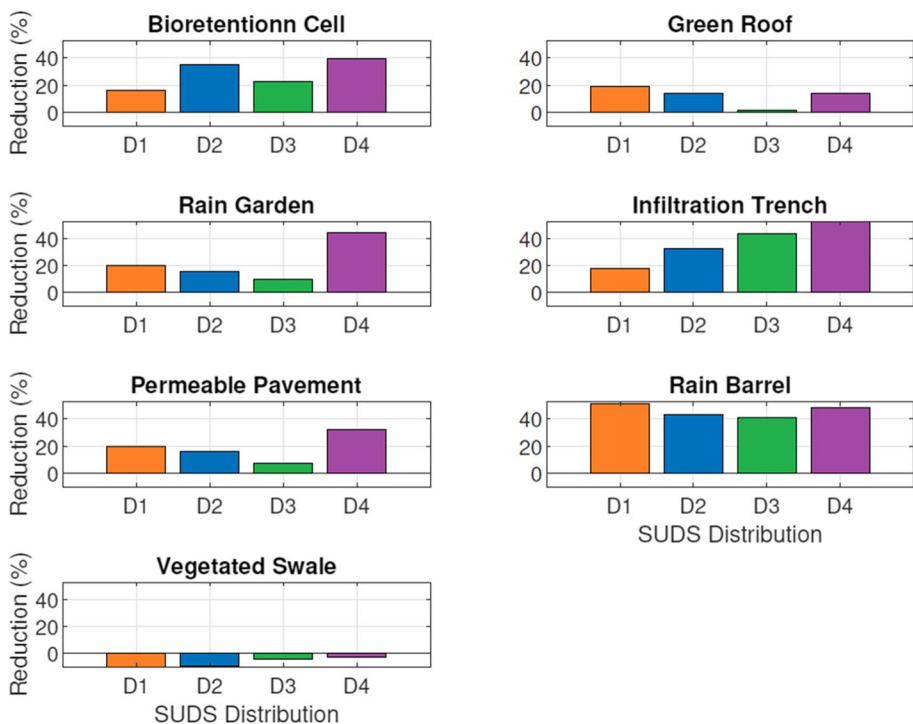 Bioretentionn Cell
Reduction (%)
40
20
0
D1 D2 D3 D4
Green Roof
40
20
0
D1 D2 D3 D4
Rain Garden
Reduction (%)
40
20
0
D1 D2 D3 D4
Infiltration Trench
40
20
0
D1 D2 D3 D4
Permeable Pavement
Reduction (%)
40
20
0
D1 D2 D3 D4
Rain Barrel
40
20
0
D1 D2 D3 D4
SUDS Distribution
Vegetated Swale
Reduction (%)
40
20
0
D1 D2 D3 D4
SUDS Distribution